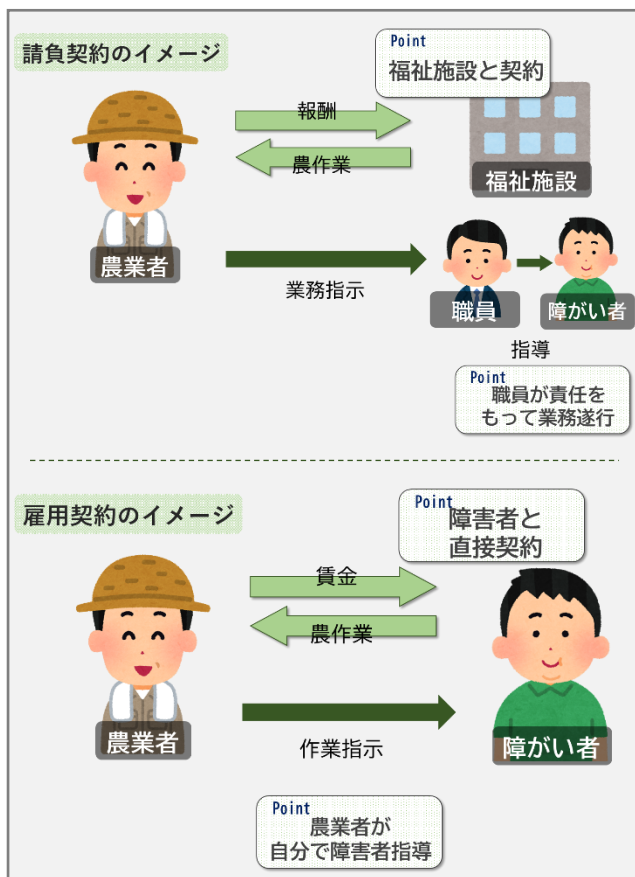 請負契約のイメージ
Point
福祉施設と契約
報酬
農作業
福祉施設
農業者
業務指示
職員
障がい者
指導
Point
職員が責任を
もって業務遂行
雇用契約のイメージ
Point
障害者と
直接契約
賃金
農作業
農業者
作業指示
障がい者
Point
農業者が
自分で障害者指導